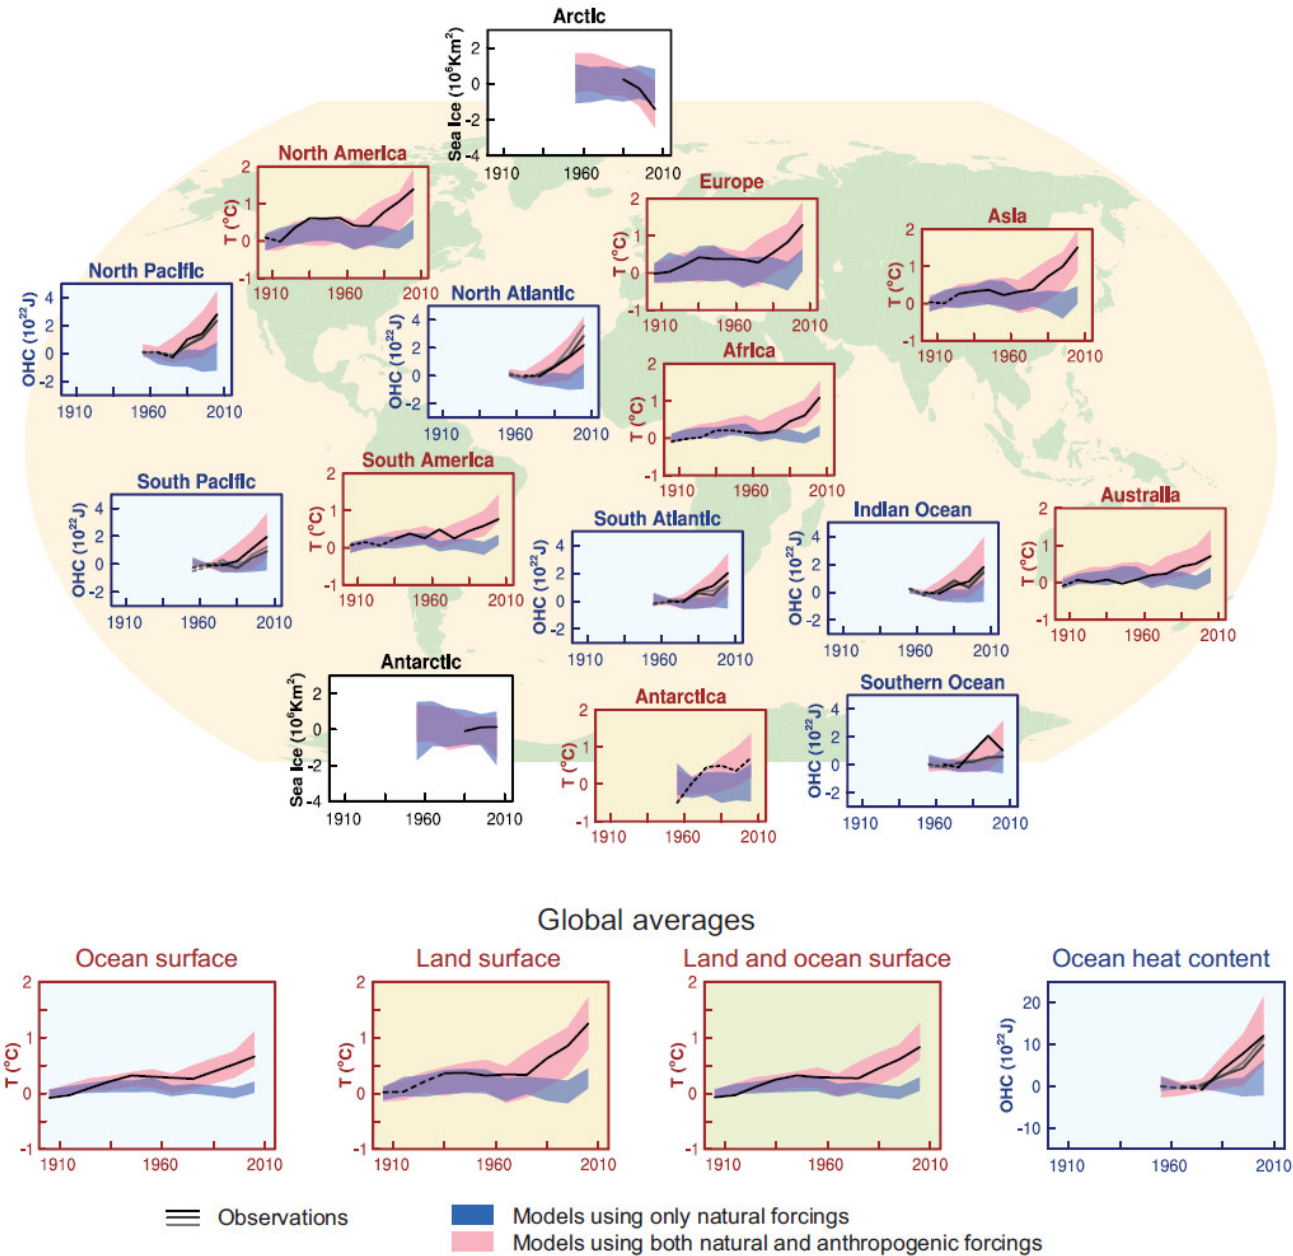 Arctic
Sea Ice (10⁶Km²)
2
0
-2
-4
1910 1960 2010
North America
T (°C)
2
1
0
-1
1910 1960 2010
Europe
T (°C)
2
1
0
-1
1910 1960 2010
Asia
T (°C)
2
1
0
-1
1910 1960 2010
North Pacific
OHC (10²²J)
4
2
0
-2
1910 1960 2010
North Atlantic
OHC (10²²J)
4
2
0
-2
1910 1960 2010
Africa
T (°C)
2
1
0
-1
1910 1960 2010
South Pacific
OHC (10²²J)
4
2
0
-2
1910 1960 2010
South America
T (°C)
2
1
0
-1
1910 1960 2010
South Atlantic
OHC (10²²J)
4
2
0
-2
1910 1960 2010
Indian Ocean
OHC (10²²J)
4
2
0
-2
1910 1960 2010
Australia
T (°C)
2
1
0
-1
1910 1960 2010
Antarctic
Sea Ice (10⁶Km²)
2
0
-2
-4
1910 1960 2010
Antarctica
T (°C)
2
1
0
-1
1910 1960 2010
Southern Ocean
OHC (10²²J)
4
2
0
-2
1910 1960 2010
Global averages
Ocean surface
T (°C)
2
1
0
-1
1910 1960 2010
Land surface
T (°C)
2
1
0
-1
1910 1960 2010
Land and ocean surface
T (°C)
2
1
0
-1
1910 1960 2010
Ocean heat content
OHC (10²²J)
20
10
0
-10
1910 1960 2010
Observations
Models using only natural forcings
Models using both natural and anthropogenic forcings